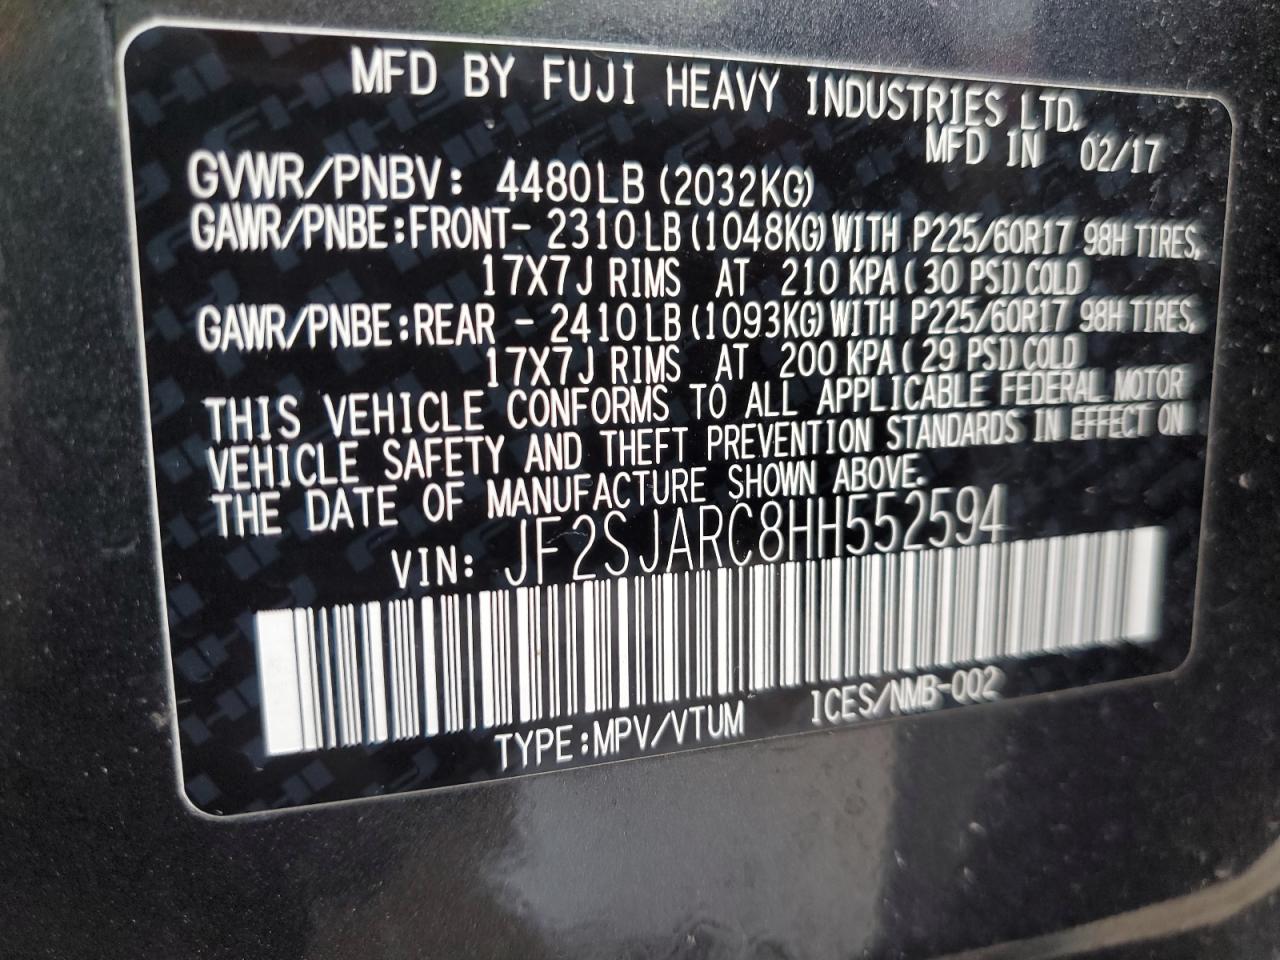 MFD BY FUJI HEAVY INDUSTRIES LTD.
MFD IN 02/17
GVWR/PNBV: 4480LB (2032KG)
GAWR/PNBE:FRONT- 2310LB (1048KG) WITH P225/60R17 98H TIRES,
17X7J RIMS AT 210 KPA ( 30 PSI) COLD
GAWR/PNBE:REAR - 2410LB (1093KG) WITH P225/60R17 98H TIRES,
17X7J RIMS AT 200 KPA ( 29 PSI) COLD
THIS VEHICLE CONFORMS TO ALL APPLICABLE FEDERAL MOTOR
VEHICLE SAFETY AND THEFT PREVENTION STANDARDS IN EFFECT ON
THE DATE OF MANUFACTURE SHOWN ABOVE.
VIN: JF2SJARC8HH552594
TYPE:MPV/VTUM ICES/NMB-002